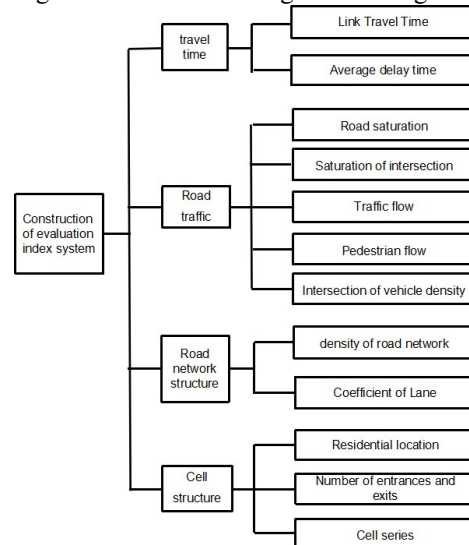 travel
time
Link Travel Time
Average delay time
Road
traffic
Road saturation
Saturation of intersection
Traffic flow
Pedestrian flow
Intersection of vehicle density
Construction
of evaluation
index system
Road
network
structure
density of road network
Coefficient of Lane
Cell
structure
Residential location
Number of entrances and
exits
Cell series